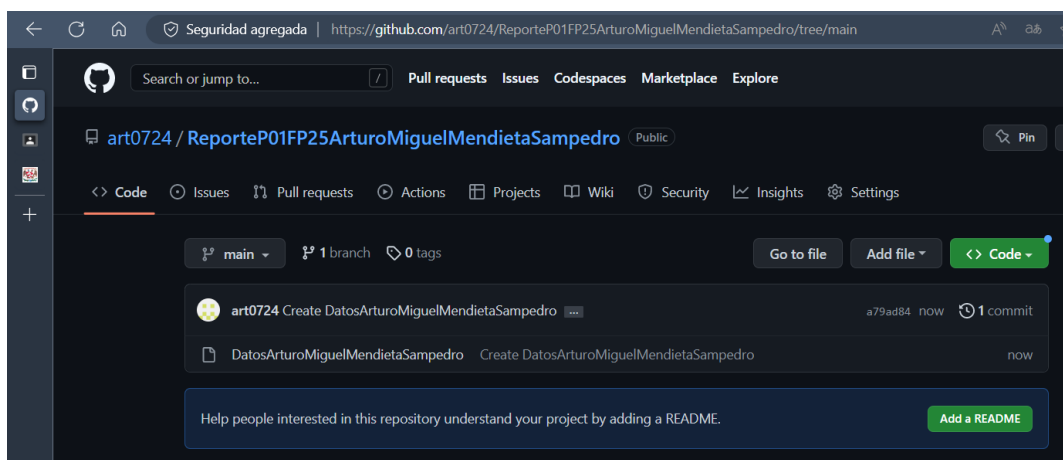 Seguridad agregada | https://github.com/art0724/ReporteP01FP25ArturoMiguelMendietaSampedro/tree/main
Search or jump to... / Pull requests Issues Codespaces Marketplace Explore
art0724 / ReporteP01FP25ArturoMiguelMendietaSampedro Public Pin
<> Code Issues Pull requests Actions Projects Wiki Security Insights Settings
main 1 branch 0 tags Go to file Add file <> Code
art0724 Create DatosArturoMiguelMendietaSampedro ... a79ad84 now 1 commit
DatosArturoMiguelMendietaSampedro Create DatosArturoMiguelMendietaSampedro now
Help people interested in this repository understand your project by adding a README. Add a README